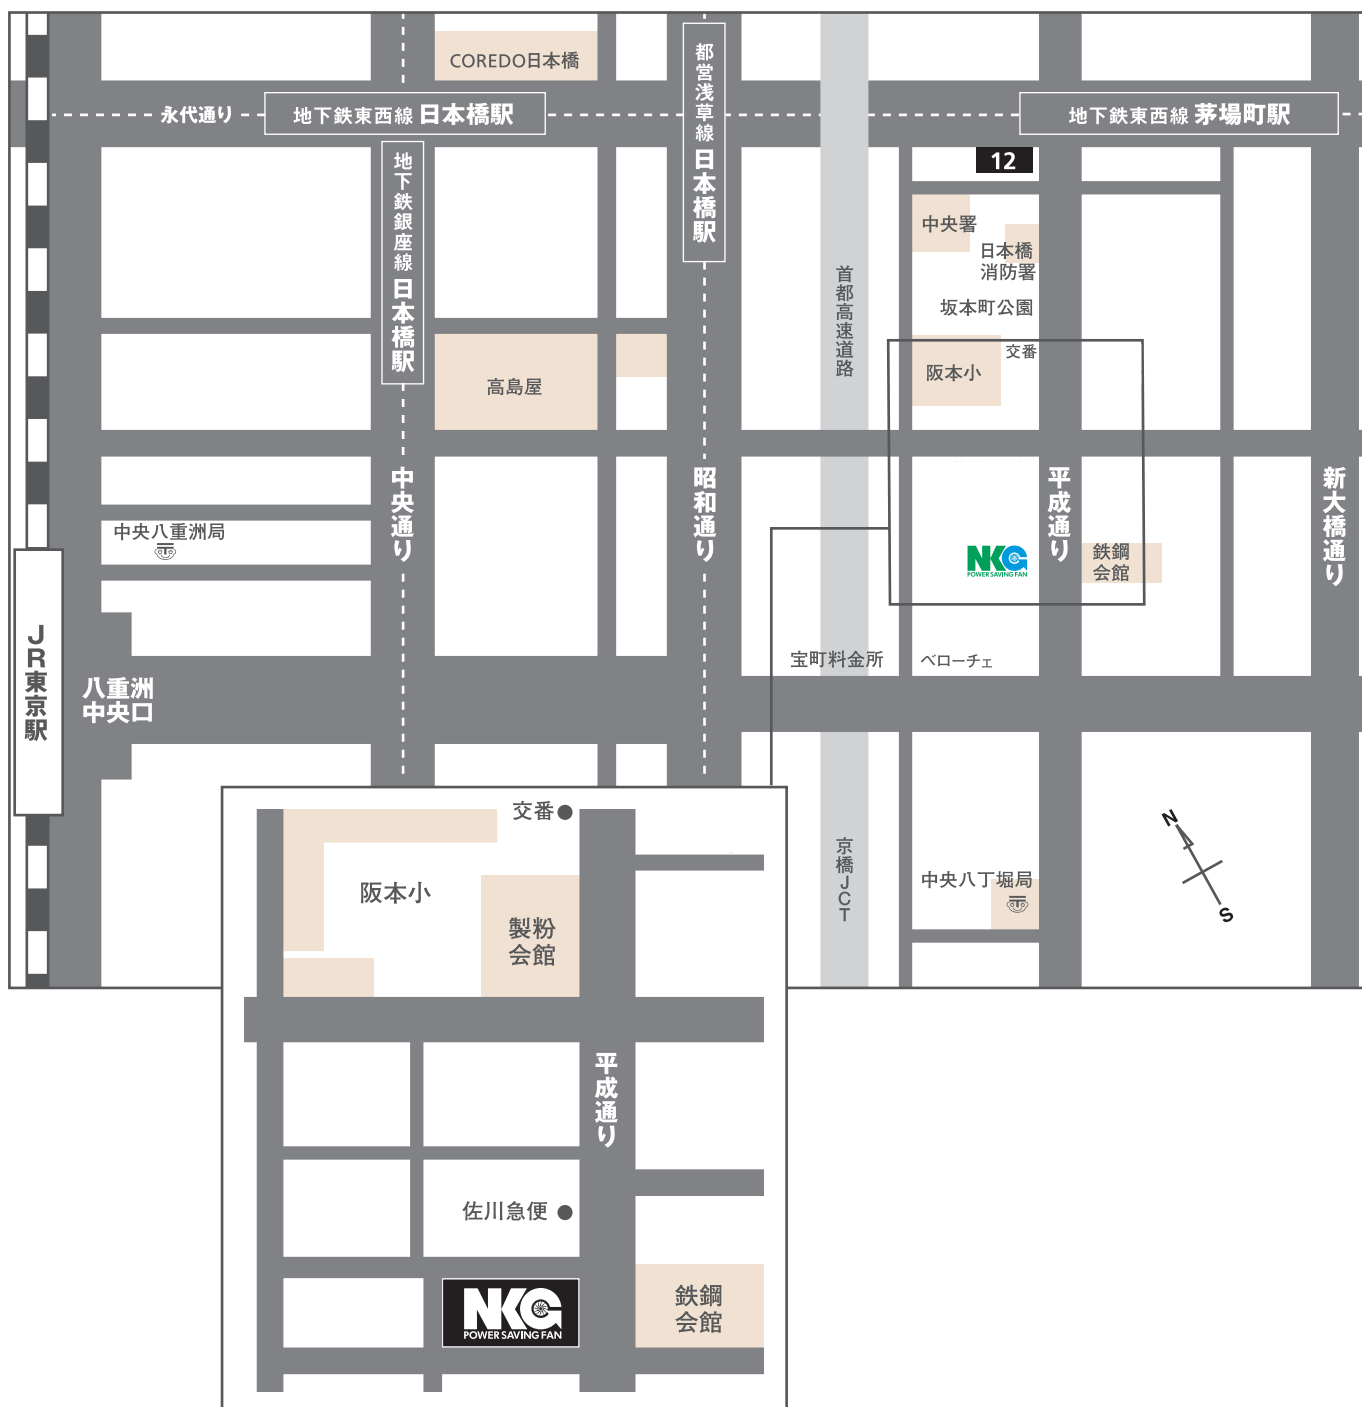 COREDO日本橋
永代通り
地下鉄東西線 日本橋駅
都営浅草線 日本橋駅
地下鉄東西線 茅場町駅
12
地下鉄銀座線 日本橋駅
中央署
日本橋
消防署
坂本町公園
首都高速道路
交番
阪本小
高島屋
中央通り
昭和通り
平成通り
新大橋通り
中央八重洲局
NKG
POWER SAVING FAN
鉄鋼
会館
JR東京駅
八重洲
中央口
宝町料金所
ベローチェ
京橋JCT
中央八丁堀局
N
S
交番
阪本小
製粉
会館
平成通り
佐川急便
NKG
POWER SAVING FAN
鉄鋼
会館